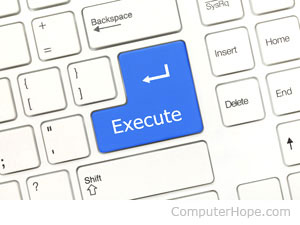 +
=
Backspace
SysRq
Insert
Home
{
[
}
]
Execute
Delete
End
:
;
"
'
?
/
Shift
ComputerHope.com